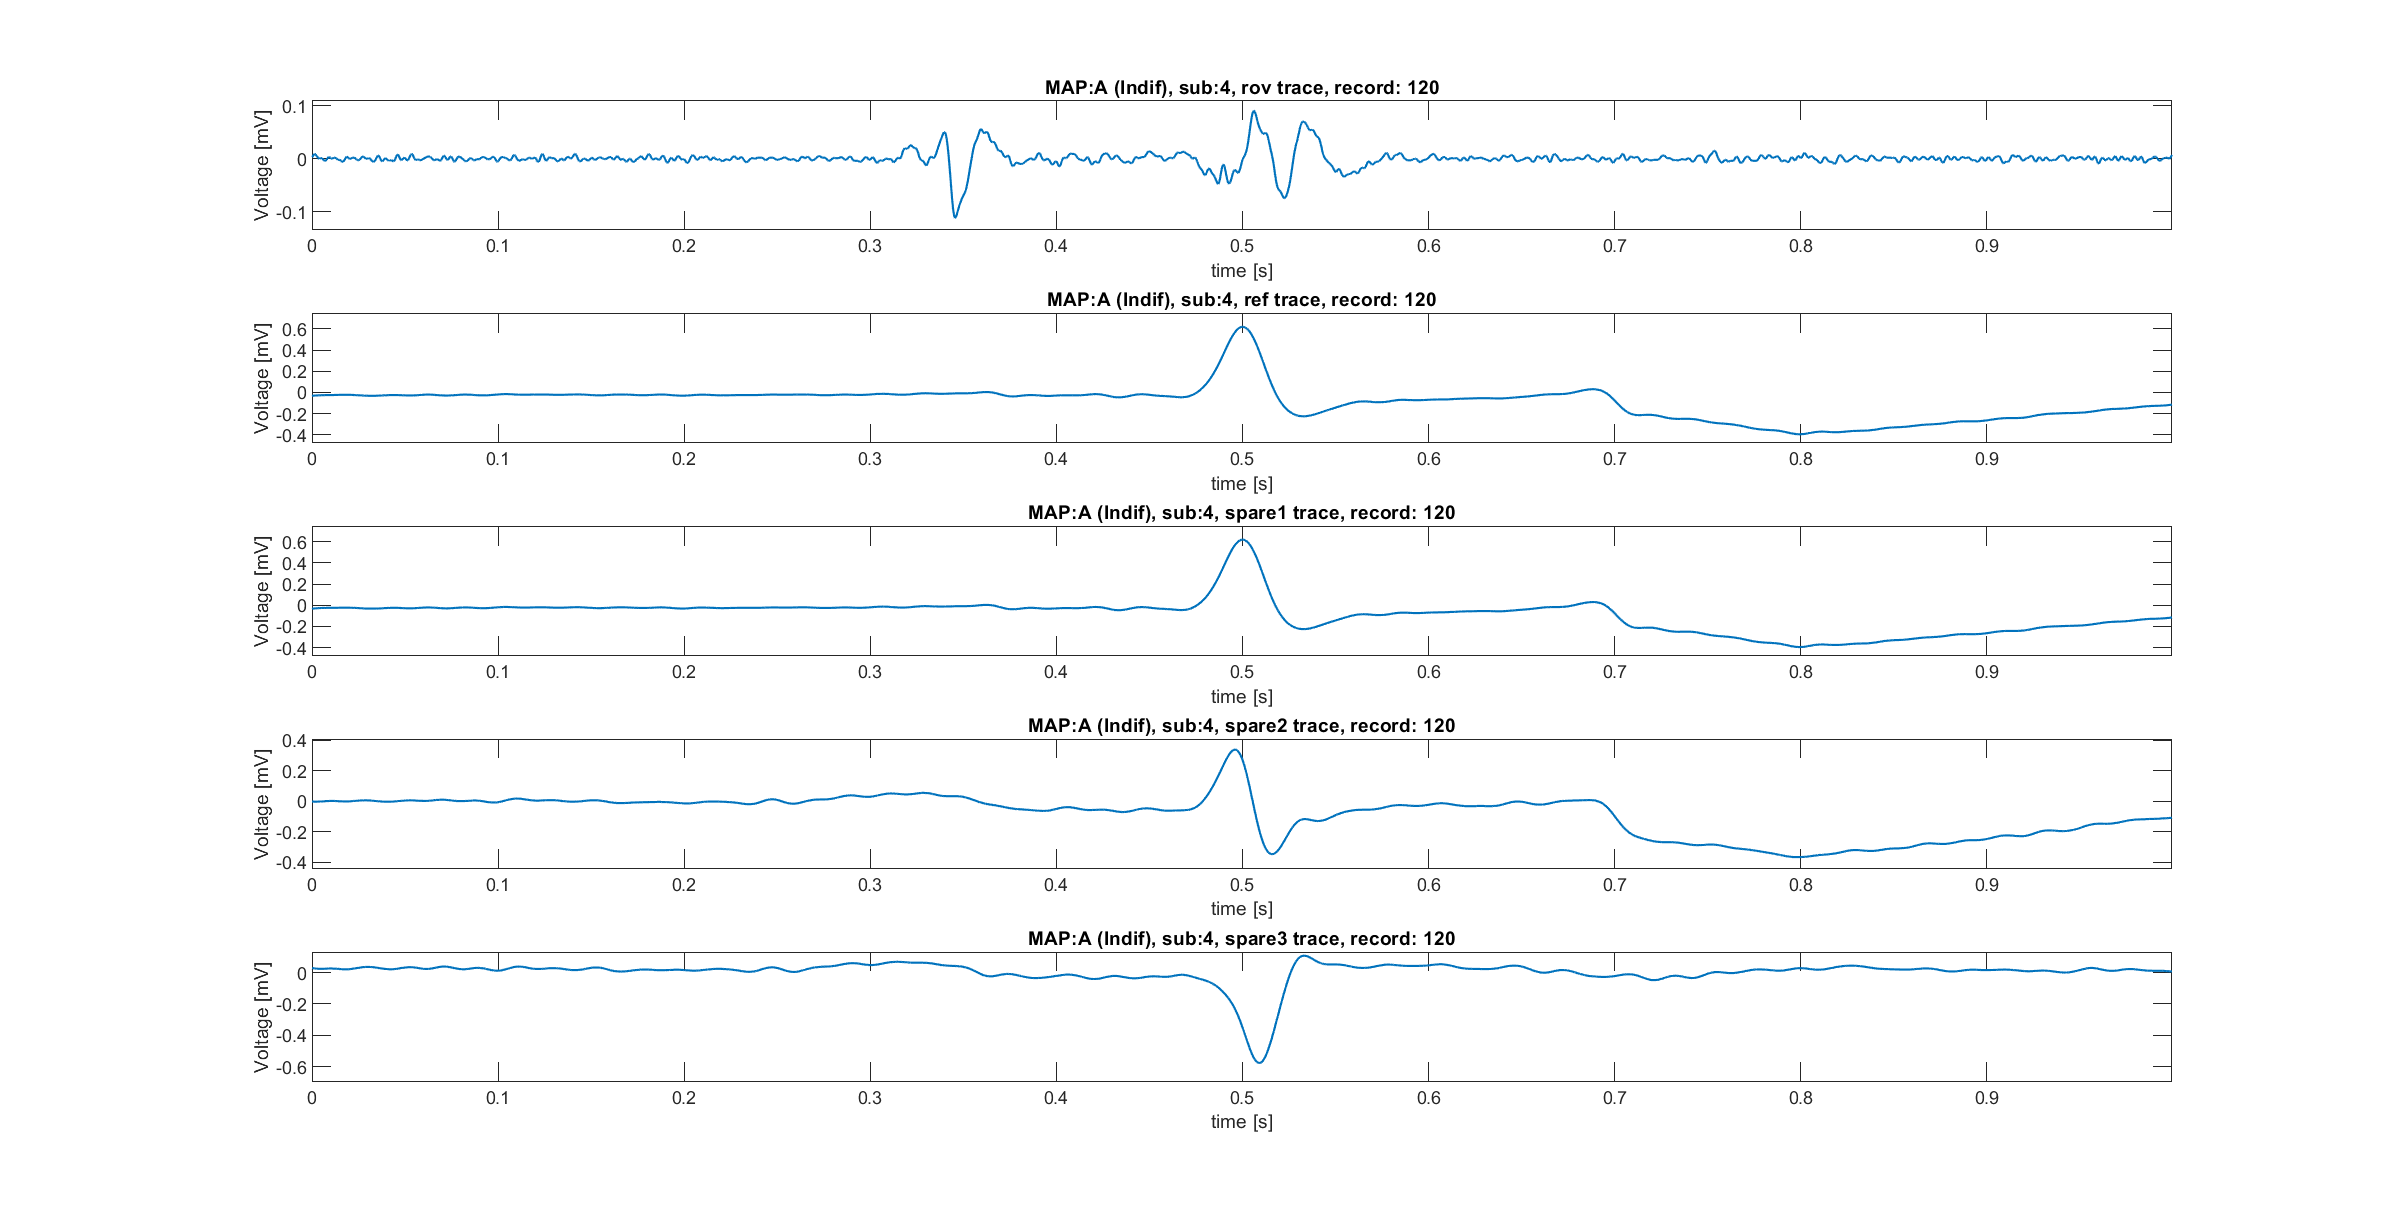 MAP:A (Indif), sub:4, rov trace, record: 120
Voltage [mV]
0.1
0
-0.1
0 0.1 0.2 0.3 0.4 0.5 0.6 0.7 0.8 0.9
time [s]
MAP:A (Indif), sub:4, ref trace, record: 120
Voltage [mV]
0.6
0.4
0.2
0
-0.2
-0.4
0 0.1 0.2 0.3 0.4 0.5 0.6 0.7 0.8 0.9
time [s]
MAP:A (Indif), sub:4, spare1 trace, record: 120
Voltage [mV]
0.6
0.4
0.2
0
-0.2
-0.4
0 0.1 0.2 0.3 0.4 0.5 0.6 0.7 0.8 0.9
time [s]
MAP:A (Indif), sub:4, spare2 trace, record: 120
Voltage [mV]
0.4
0.2
0
-0.2
-0.4
0 0.1 0.2 0.3 0.4 0.5 0.6 0.7 0.8 0.9
time [s]
MAP:A (Indif), sub:4, spare3 trace, record: 120
Voltage [mV]
0
-0.2
-0.4
-0.6
0 0.1 0.2 0.3 0.4 0.5 0.6 0.7 0.8 0.9
time [s]